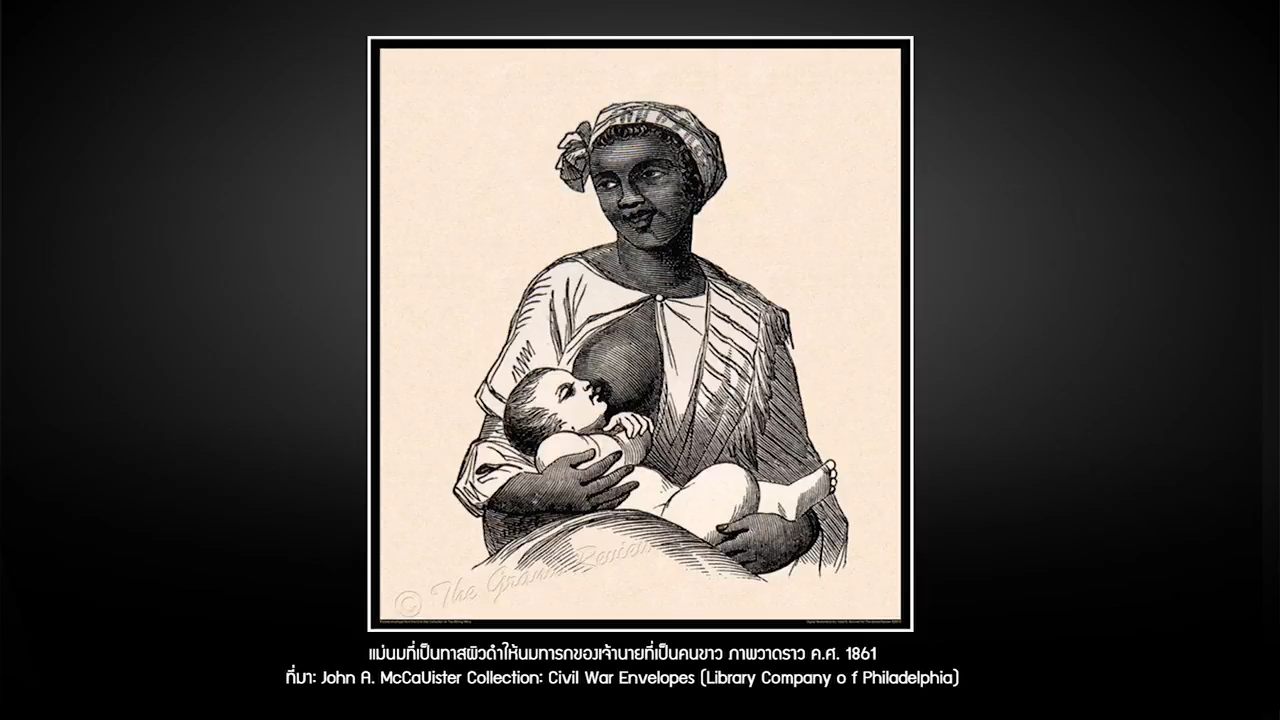 © The Grand Review
แม่นมที่เป็นทาสผิวดำให้นมทารกของเจ้านายที่เป็นคนขาว ภาพวาดราว ค.ศ. 1861
ที่มา: John A. McCaUister Collection: Civil War Envelopes (Library Company o f Philadelphia)